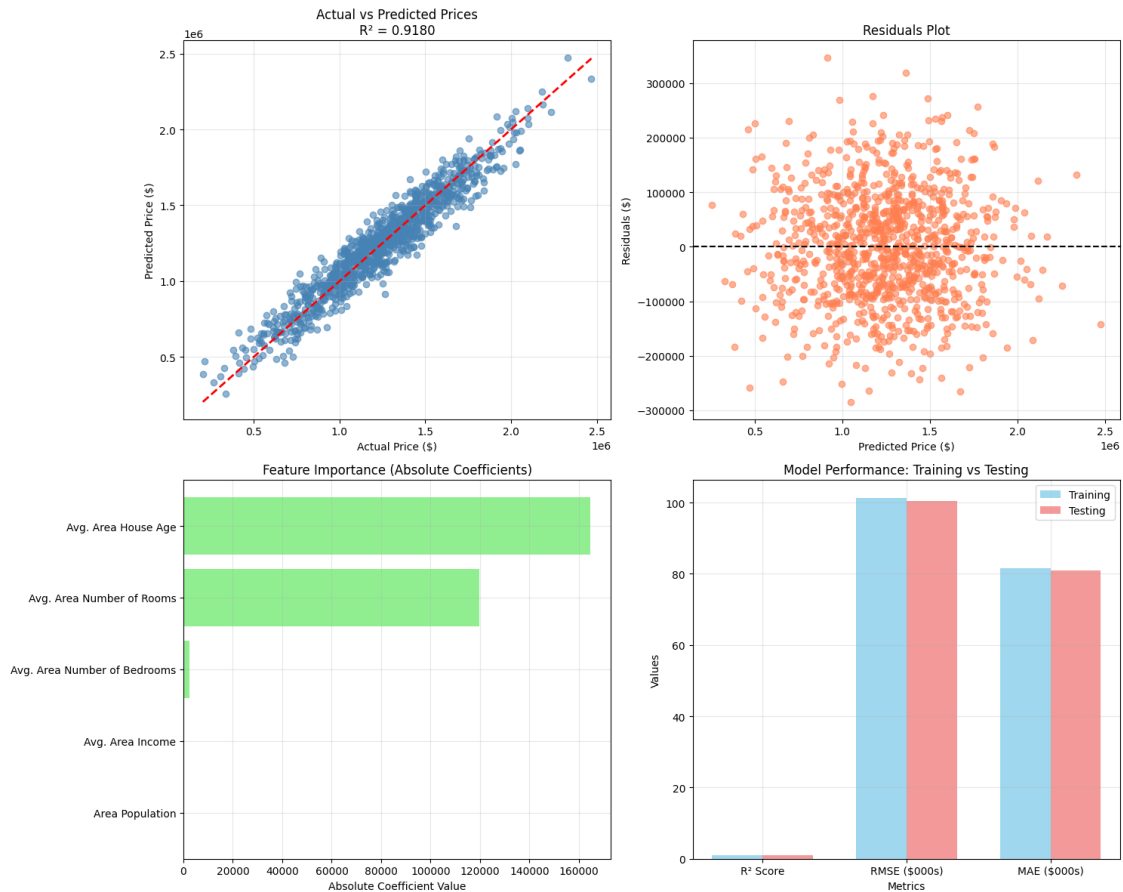 Actual vs Predicted Prices
R² = 0.9180
1e6
2.5
2.0
1.5
1.0
0.5
Predicted Price ($)
0.5
1.0
1.5
2.0
2.5
1e6
Actual Price ($)
Residuals Plot
300000
200000
100000
0
−100000
−200000
−300000
Residuals ($)
0.5
1.0
1.5
2.0
2.5
1e6
Predicted Price ($)
Feature Importance (Absolute Coefficients)
Avg. Area House Age
Avg. Area Number of Rooms
Avg. Area Number of Bedrooms
Avg. Area Income
Area Population
0
20000
40000
60000
80000
100000
120000
140000
160000
Absolute Coefficient Value
Model Performance: Training vs Testing
Training
Testing
100
80
60
40
20
0
Values
R² Score
RMSE ($000s)
MAE ($000s)
Metrics